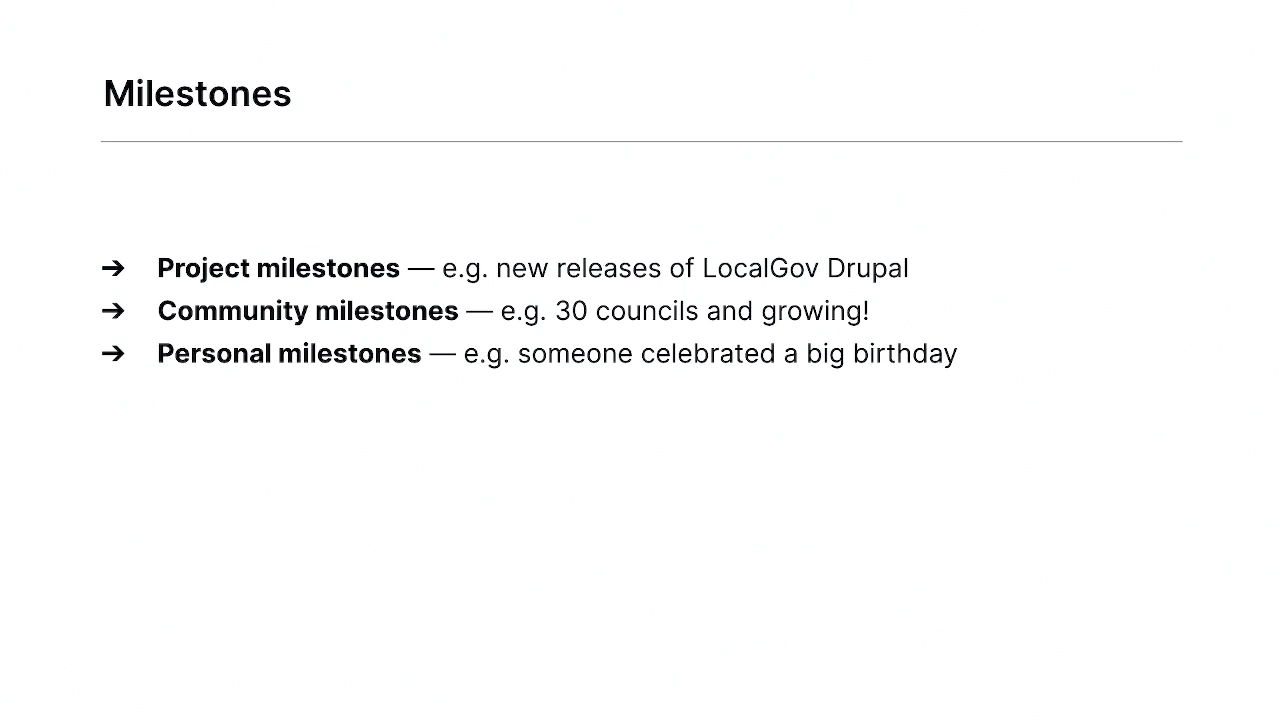 Milestones
➔ Project milestones — e.g. new releases of LocalGov Drupal
➔ Community milestones — e.g. 30 councils and growing!
➔ Personal milestones — e.g. someone celebrated a big birthday